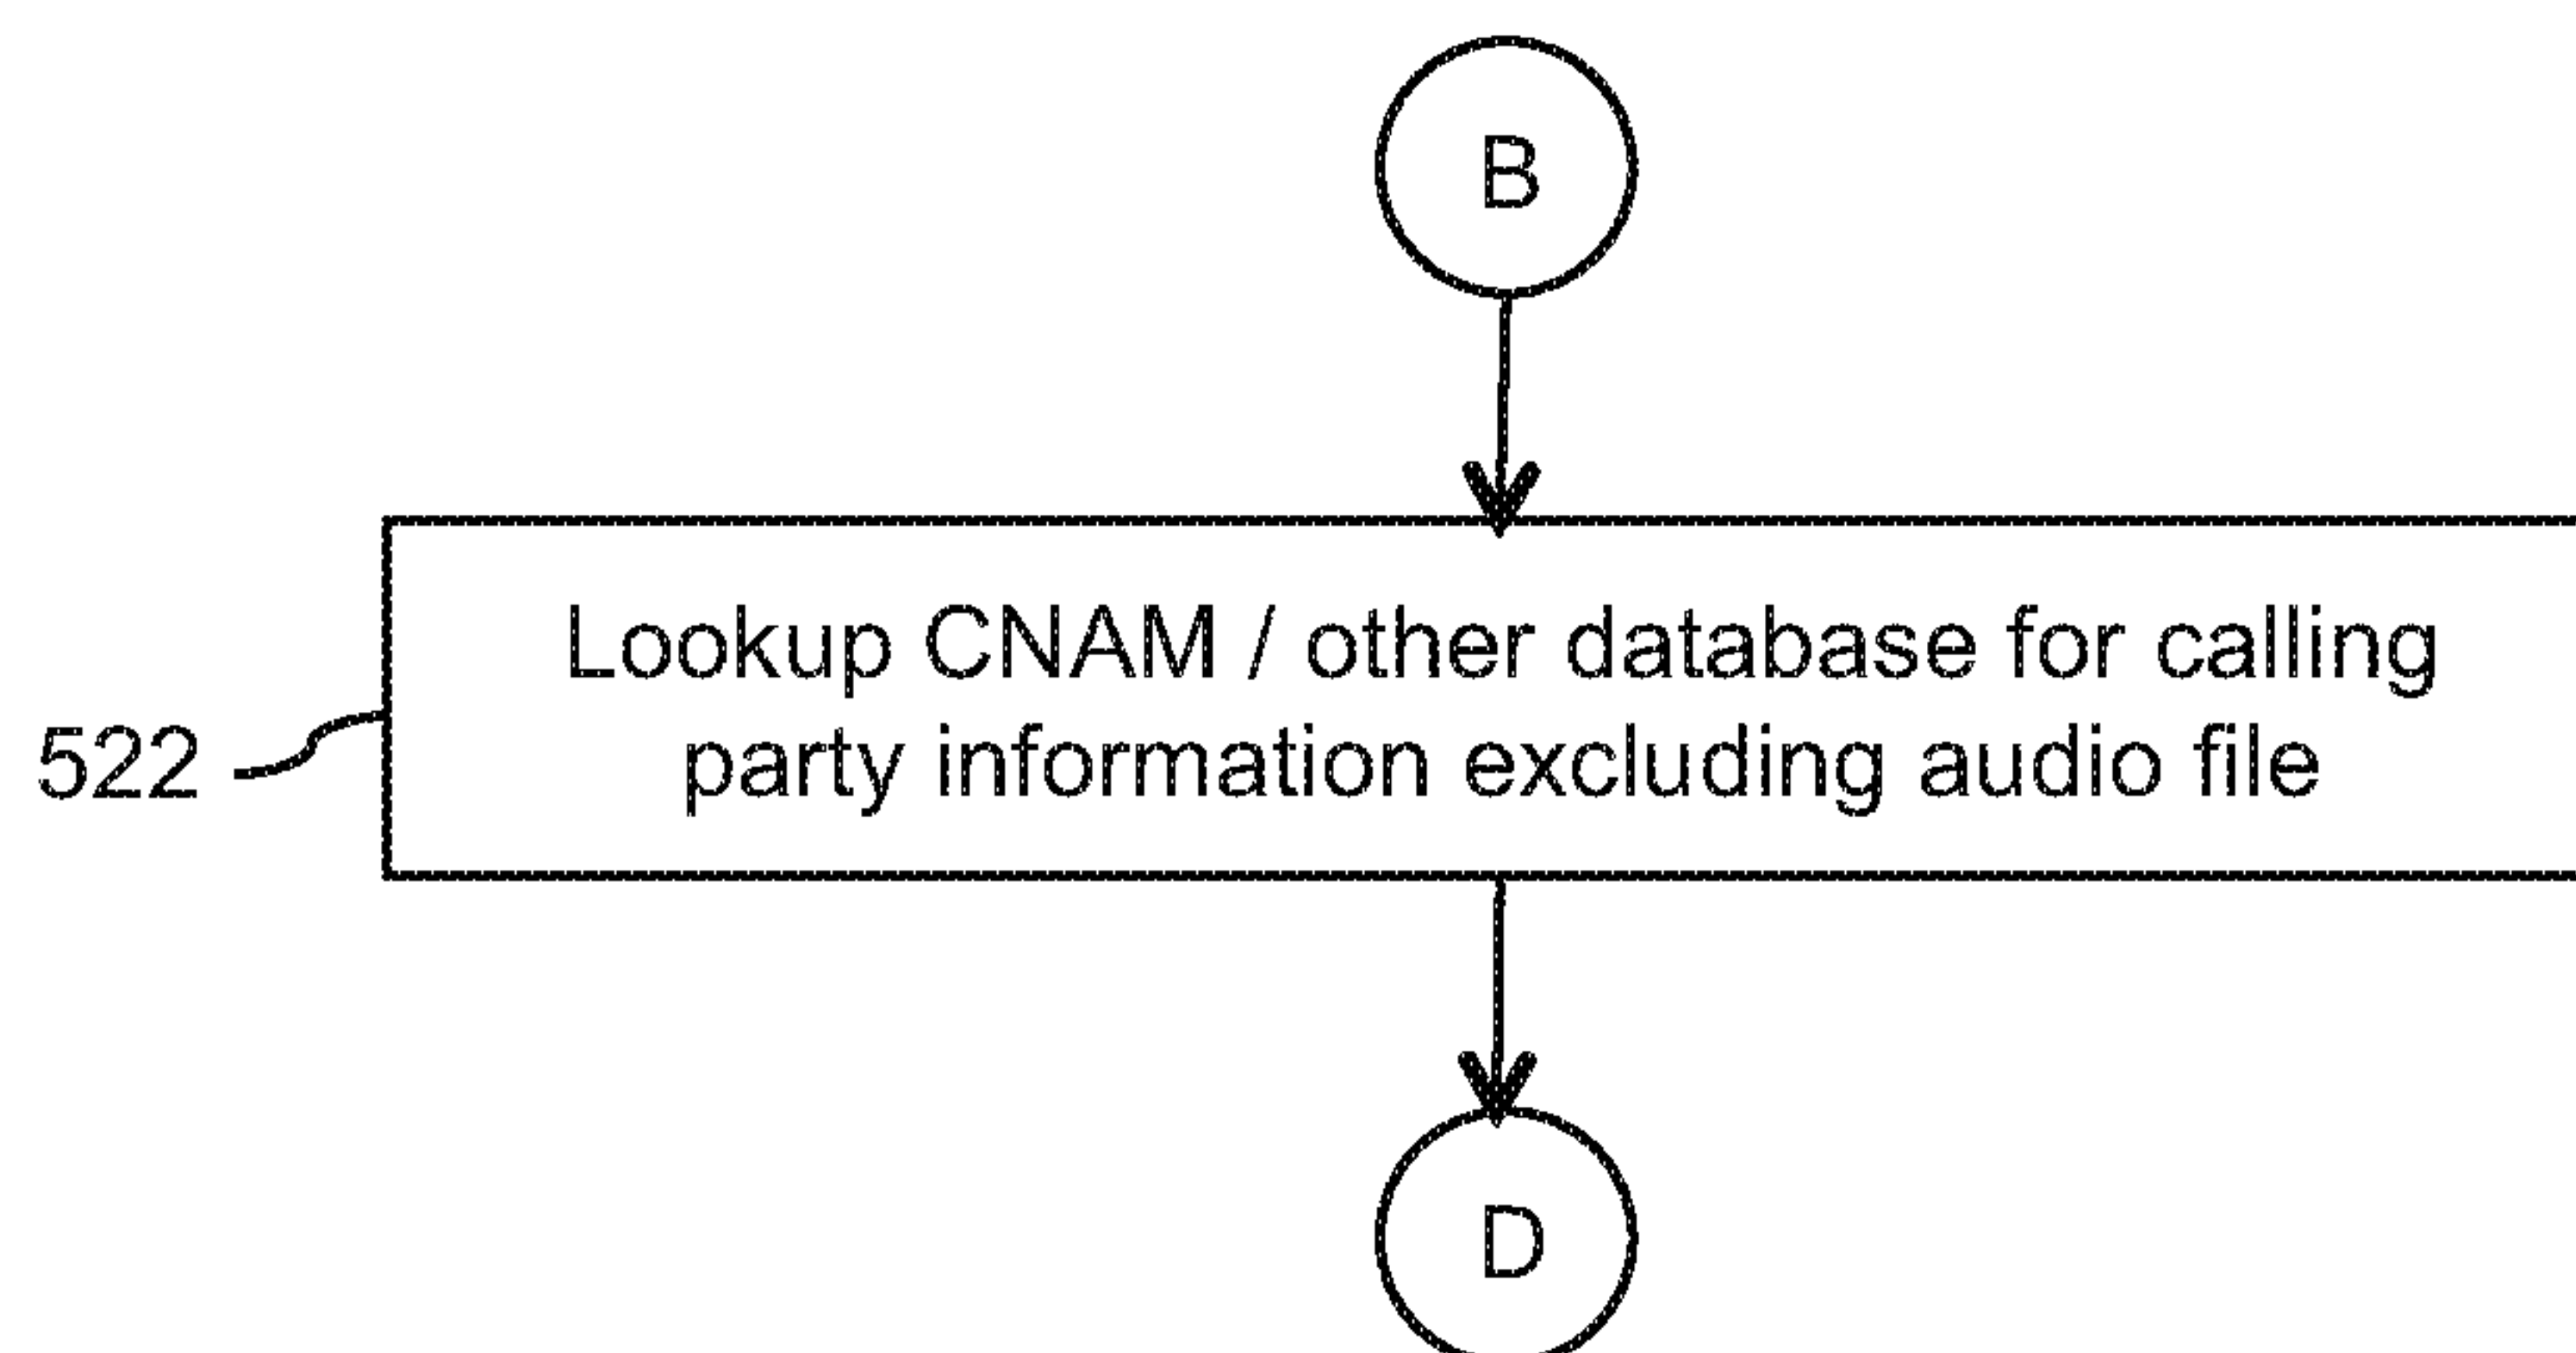 B
Lookup CNAM / other database for calling
party information excluding audio file
522
D